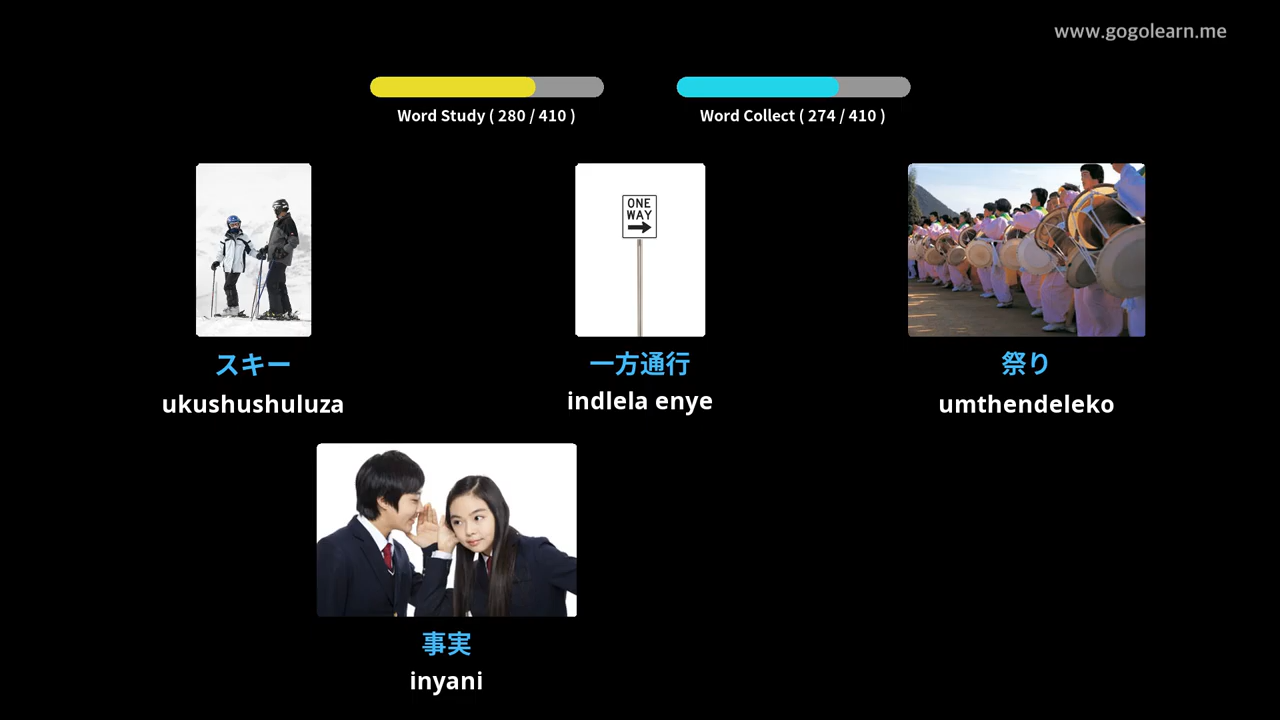 www.gogolearn.me
Word Study ( 280 / 410 )
Word Collect ( 274 / 410 )
ONE
WAY
スキー
ukushushuluza
一方通行
indlela enye
祭り
umthendeleko
事実
inyani